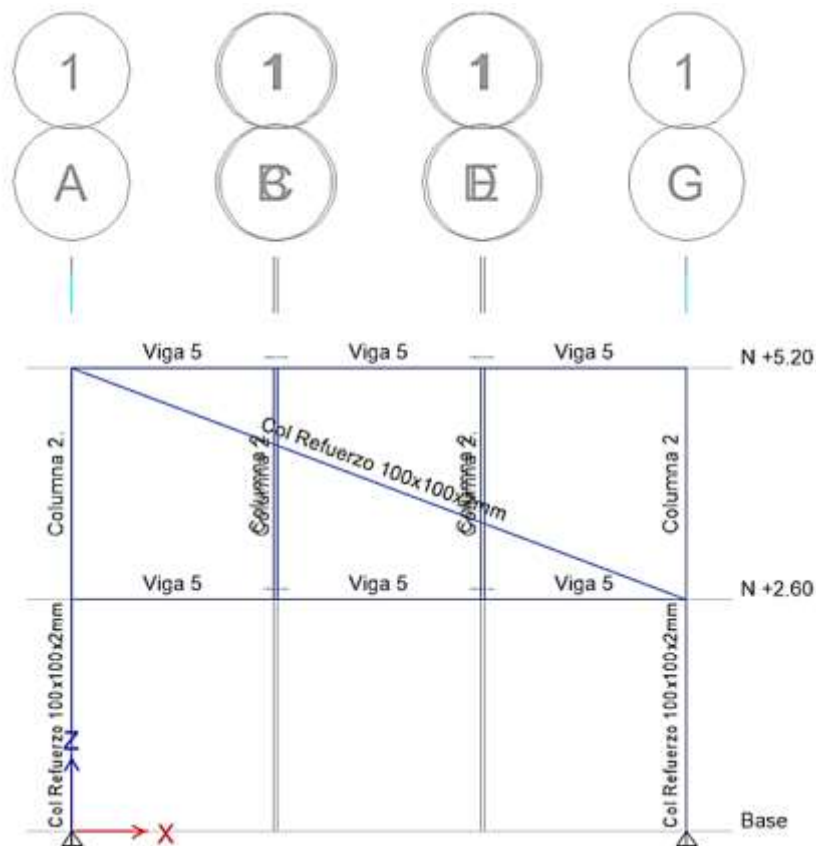 1 1 1 1
A B C D E G
Viga 5 Viga 5 Viga 5 N +5.20
Columna 2. Columna 2. Columna 2. Columna 2
Col Refuerzo 100x100x2mm
Viga 5 Viga 5 Viga 5 N +2.60
Col Refuerzo 100x100x2mm Col Refuerzo 100x100x2mm
Z
X
Base